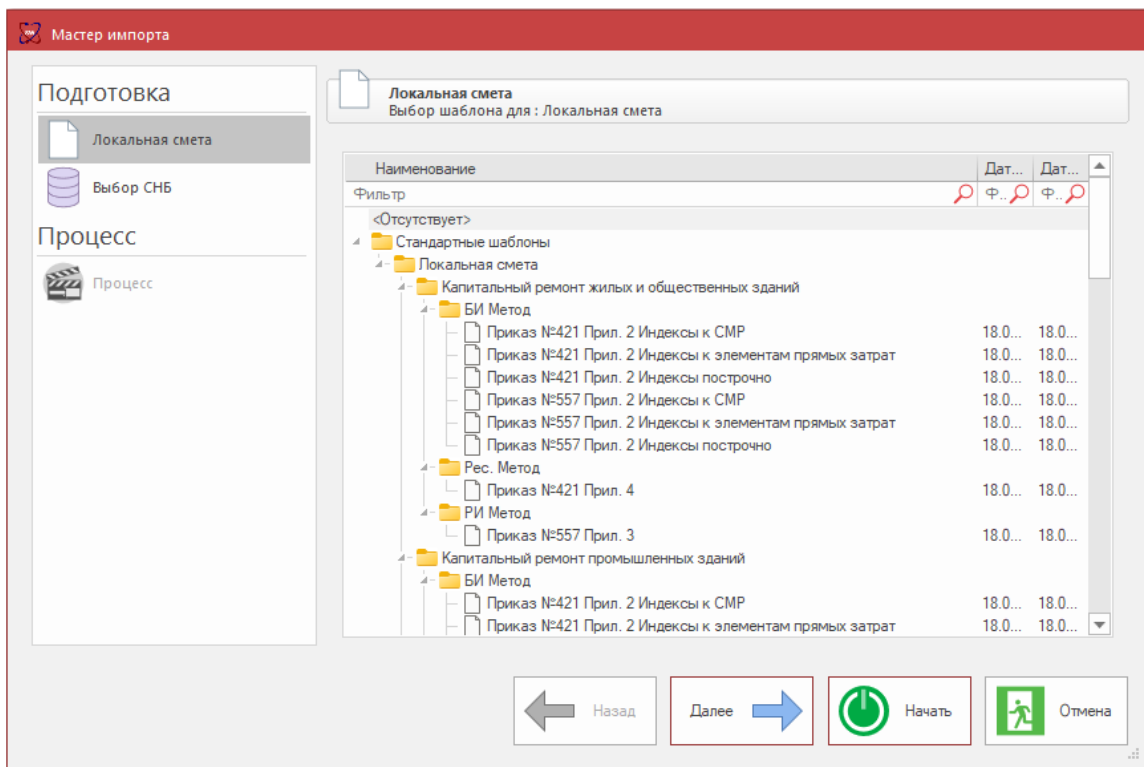 Мастер импорта
Подготовка
Локальная смета
Выбор СНБ
Процесс
Процесс
Локальная смета
Выбор шаблона для : Локальная смета
Наименование Дат... Дат...
Фильтр Ф.. Ф..
<Отсутствует>
Стандартные шаблоны
Локальная смета
Капитальный ремонт жилых и общественных зданий
БИ Метод
Приказ №421 Прил. 2 Индексы к СМР 18.0... 18.0...
Приказ №421 Прил. 2 Индексы к элементам прямых затрат 18.0... 18.0...
Приказ №421 Прил. 2 Индексы построчно 18.0... 18.0...
Приказ №557 Прил. 2 Индексы к СМР 18.0... 18.0...
Приказ №557 Прил. 2 Индексы к элементам прямых затрат 18.0... 18.0...
Приказ №557 Прил. 2 Индексы построчно 18.0... 18.0...
Рес. Метод
Приказ №421 Прил. 4 18.0... 18.0...
РИ Метод
Приказ №557 Прил. 3 18.0... 18.0...
Капитальный ремонт промышленных зданий
БИ Метод
Приказ №421 Прил. 2 Индексы к СМР 18.0... 18.0...
Приказ №421 Прил. 2 Индексы к элементам прямых затрат 18.0... 18.0...
Назад Далее Начать Отмена